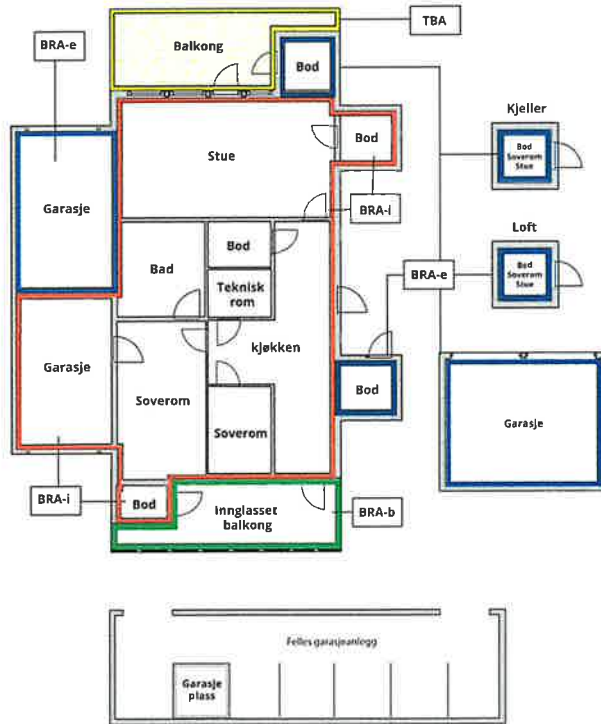 TBA
BRA-e
Balkong
Bod
Kjeller
Bod
Soverom
Stue
Stue
Bod
Garasje
BRA-i
Loft
Bod
Bad
Teknisk
rom
BRA-e
Bod
Soverom
Stue
kjøkken
Garasje
Soverom
Bod
Soverom
Garasje
BRA-i
Bod
Innglasset
balkong
BRA-b
Felles garasjeanlegg
Garasje
plass